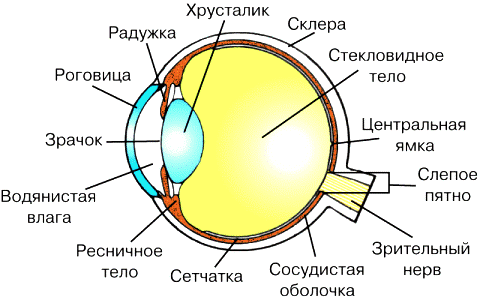 Хрусталик
Радужка
Склера
Роговица
Стекловидное
тело
Зрачок
Центральная
ямка
Водянистая
влага
Слепое
пятно
Ресничное
тело
Сетчатка
Сосудистая
оболочка
Зрительный
нерв